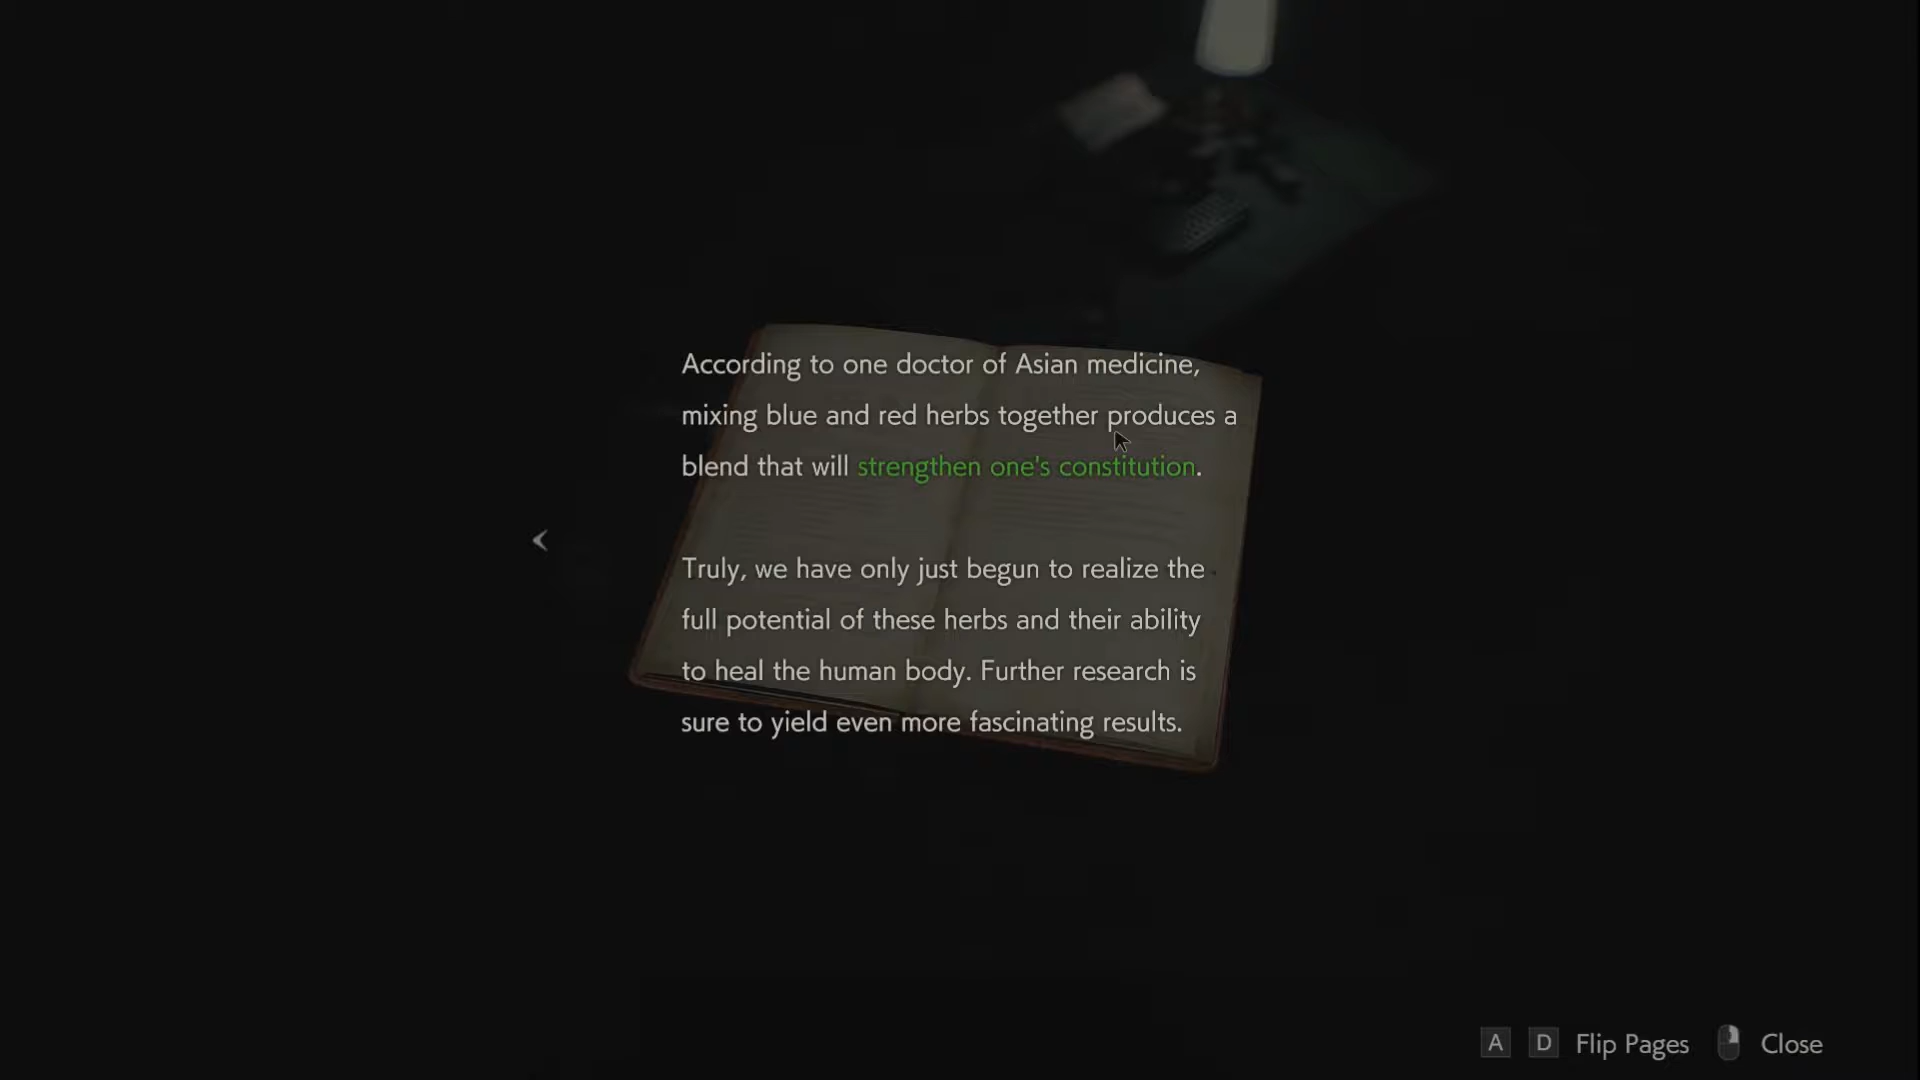 According to one doctor of Asian medicine,
mixing blue and red herbs together produces a
blend that will strengthen one's constitution.
Truly, we have only just begun to realize the
full potential of these herbs and their ability
to heal the human body. Further research is
sure to yield even more fascinating results.
A D Flip Pages Close